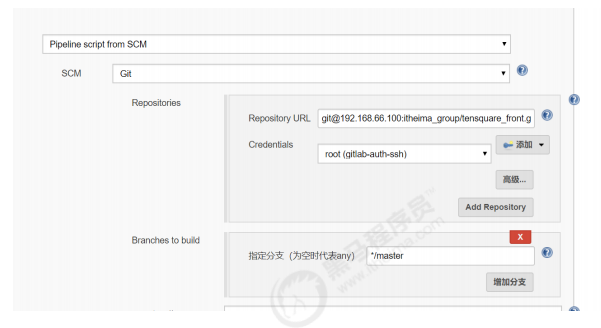 Pipeline script from SCM
SCM
Git
Repositories
Repository URL
git@192.168.66.100:itheima_group/tensquare_front.g
Credentials
root (gitlab-auth-ssh)
添加
高级...
Add Repository
Branches to build
X
指定分支（为空时代表any）
*/master
增加分支
黑马程序员
www.itheima.com